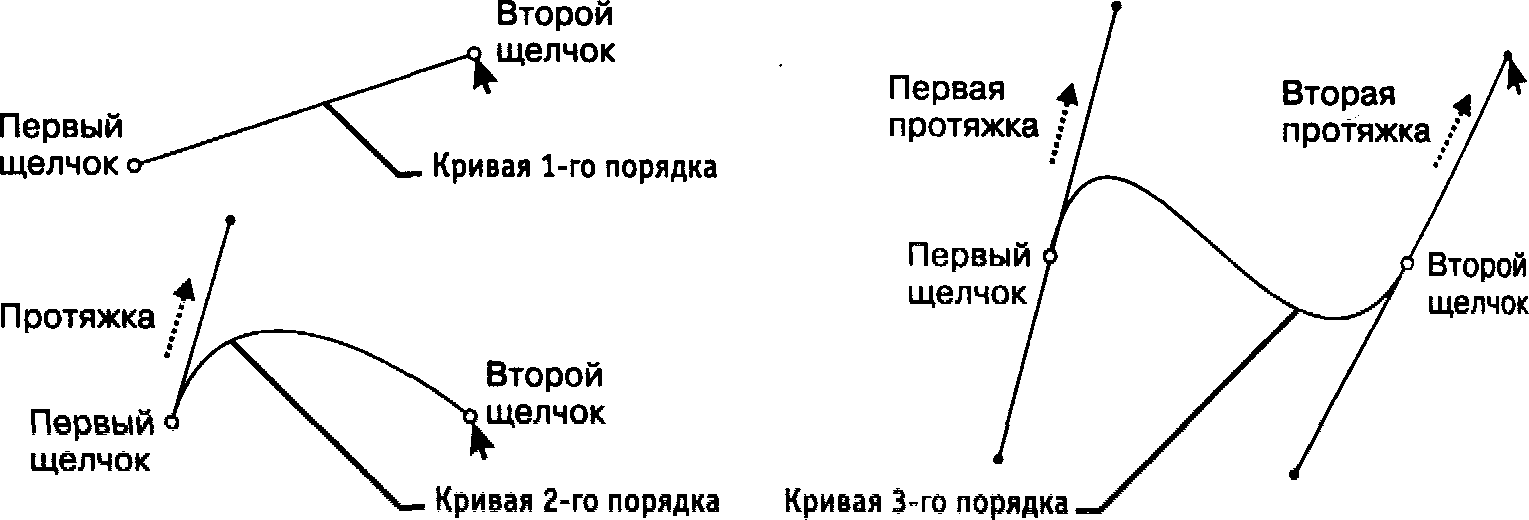 Второй
щелчок
Первый
щелчок
Кривая 1-го порядка
Протяжка
Первый
щелчок
Второй
щелчок
Кривая 2-го порядка
Первая
протяжка
Вторая
протяжка
Первый
щелчок
Второй
щелчок
Кривая 3-го порядка